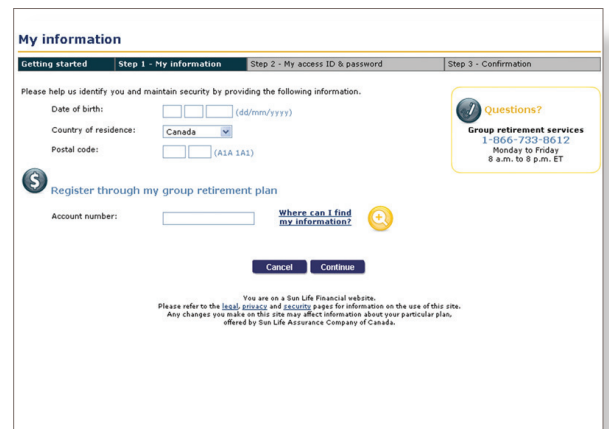 My information
Getting started Step 1 - My information Step 2 - My access ID & password Step 3 - Confirmation
Please help us identify you and maintain security by providing the following information.
Date of birth: (dd/mm/yyyy)
Country of residence: Canada
Postal code: (A1A 1A1)
Questions?
Group retirement services
1-866-733-8612
Monday to Friday
8 a.m. to 8 p.m. ET
$
Register through my group retirement plan
Account number: Where can I find
my information?
Cancel Continue
You are on a Sun Life Financial website.
Please refer to the legal, privacy and security pages for information on the use of this site.
Any changes you make on this site may affect information about your particular plan,
offered by Sun Life Assurance Company of Canada.